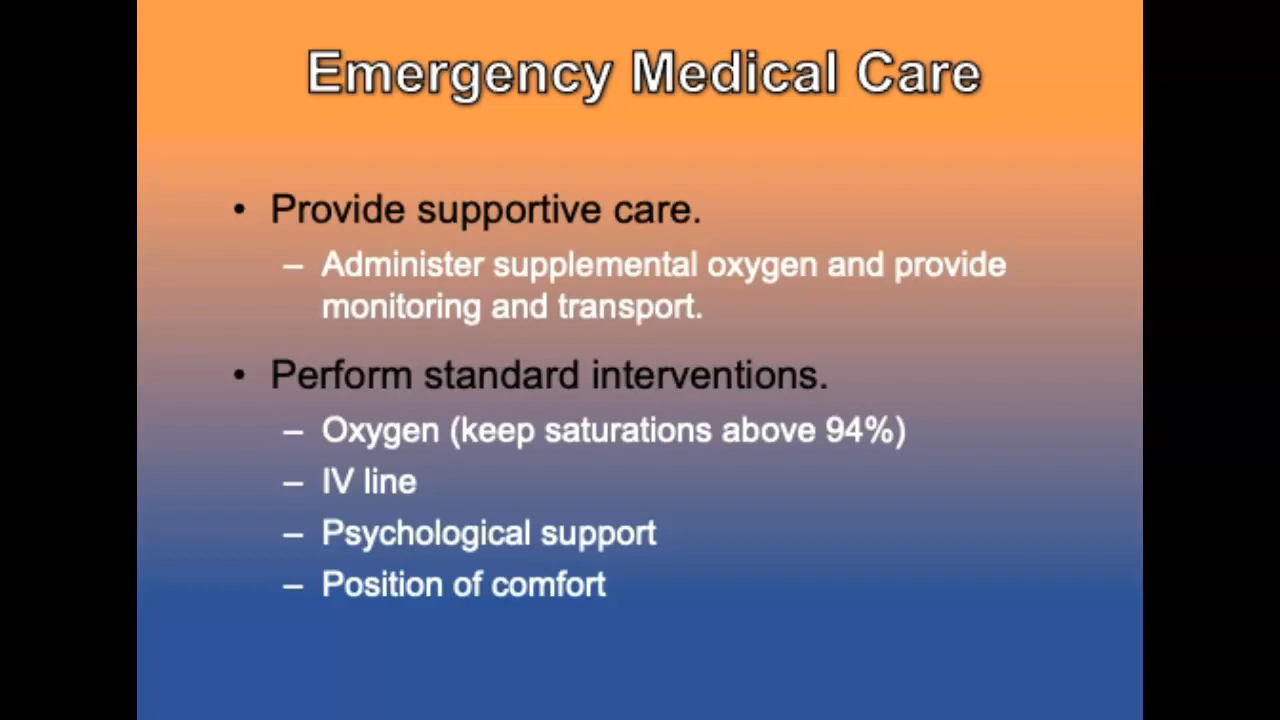 Emergency Medical Care
• Provide supportive care.
– Administer supplemental oxygen and provide
monitoring and transport.
• Perform standard interventions.
– Oxygen (keep saturations above 94%)
– IV line
– Psychological support
– Position of comfort